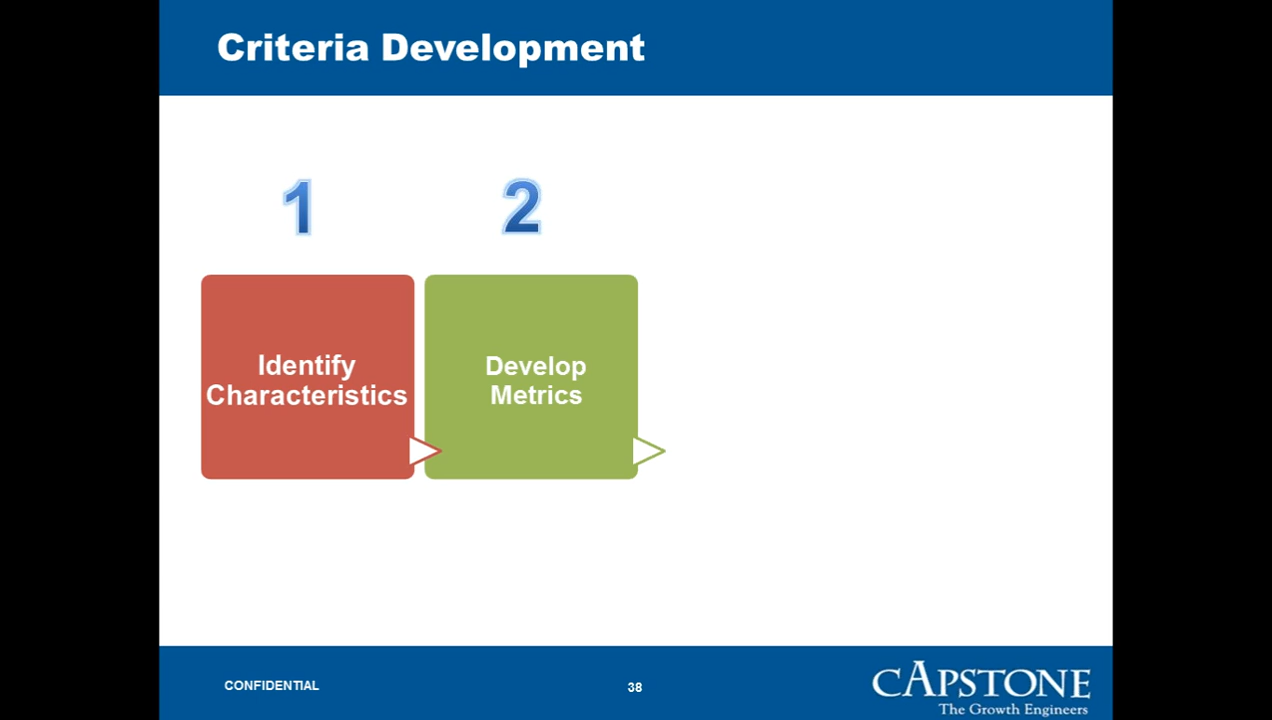 Criteria Development
1
2
Identify
Characteristics
Develop
Metrics
CONFIDENTIAL
38
CAPSTONE
The Growth Engineers